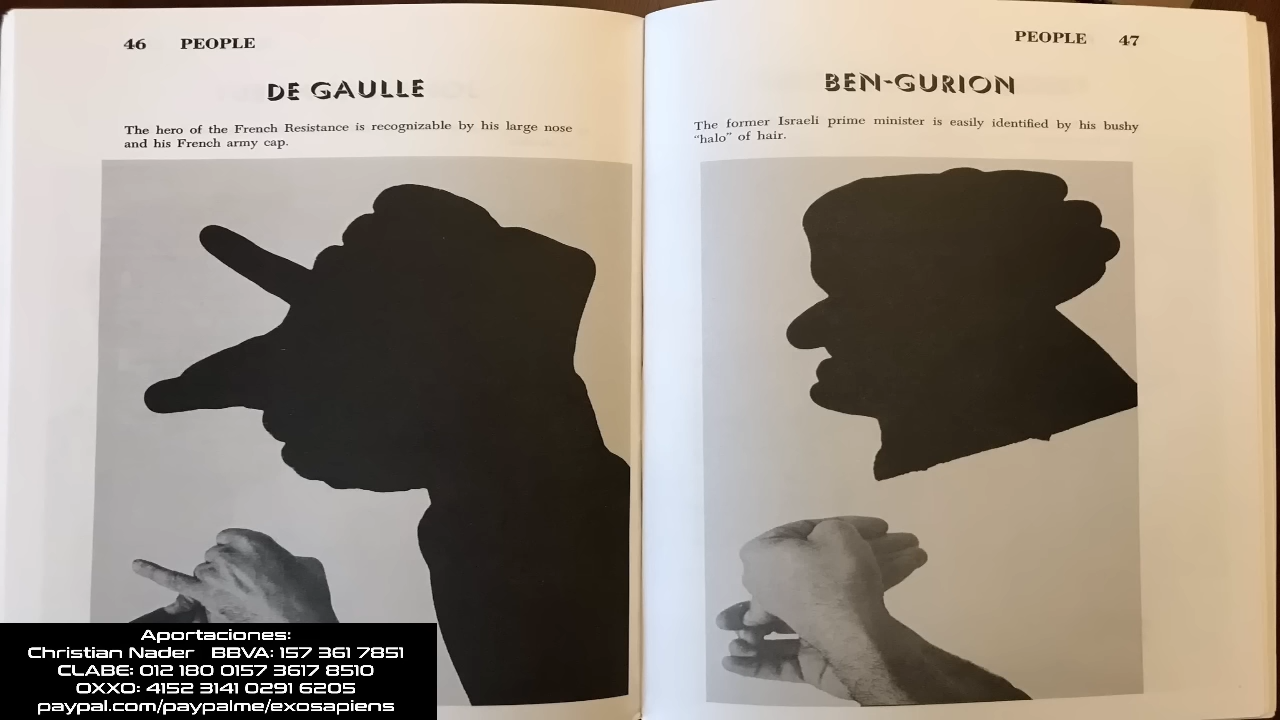 46 PEOPLE
DE GAULLE
The hero of the French Resistance is recognizable by his large nose
and his French army cap.
PEOPLE 47
BEN-GURION
The former Israeli prime minister is easily identified by his bushy
“halo” of hair.
Aportaciones:
Christian Nader BBVA: 157 361 7851
CLABE: 012 180 0157 3617 8510
OXXO: 4152 3141 0291 6205
paypal.com/paypalme/exosapiens